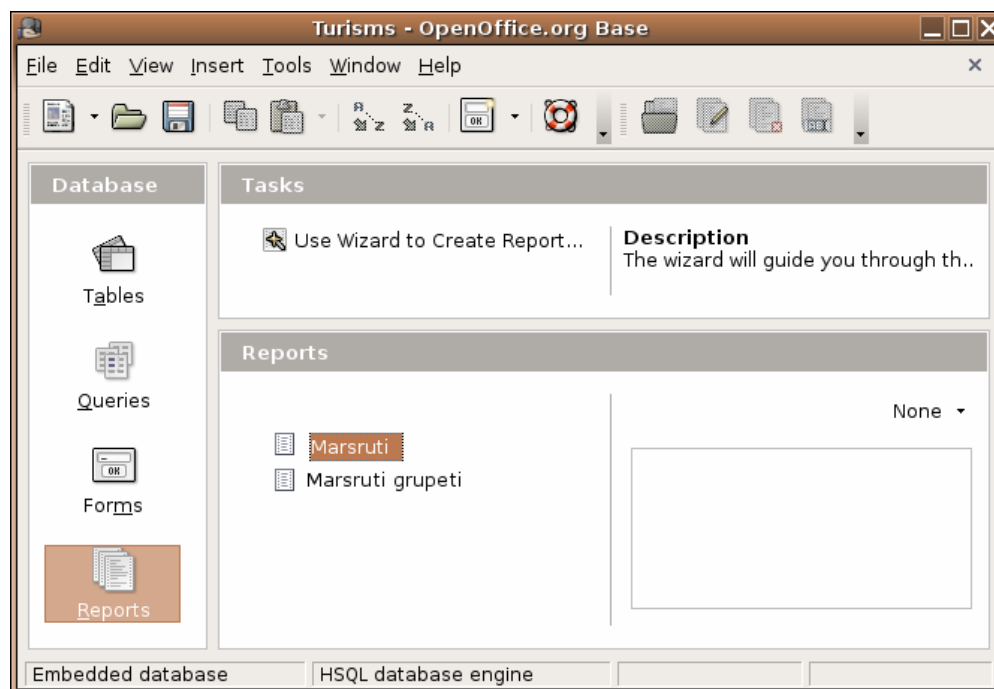 Turisms - OpenOffice.org Base
File Edit View Insert Tools Window Help
Database
Tables
Queries
Forms
Reports
Tasks
Use Wizard to Create Report...
Description
The wizard will guide you through th..
Reports
Marsruti
Marsruti grupeti
None
Embedded database
HSQL database engine